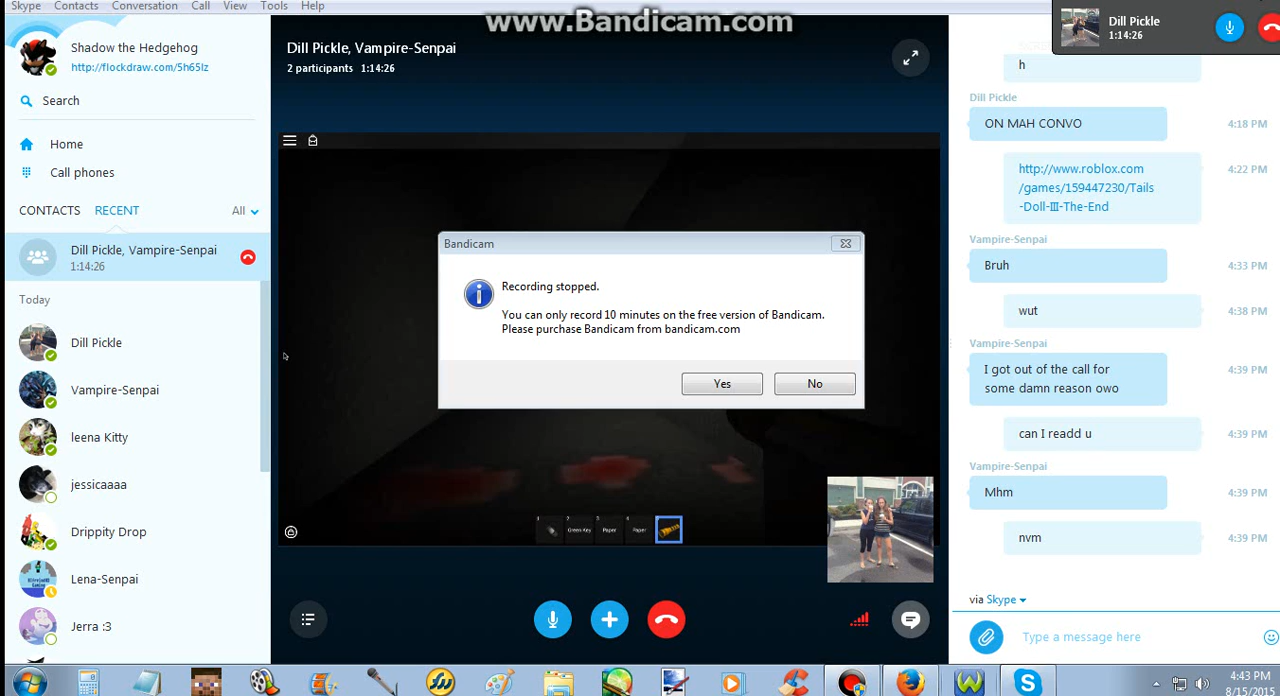 Skype Contacts Conversation Call View Tools Help
www.Bandicam.com
Dill Pickle
1:14:26
Shadow the Hedgehog
http://flockdraw.com/5h65lz
Search
Home
Call phones
CONTACTS RECENT All
Dill Pickle, Vampire-Senpai
1:14:26
Today
Dill Pickle
Vampire-Senpai
leena Kitty
jessicaaaa
Drippity Drop
Lena-Senpai
Jerra :3
Dill Pickle, Vampire-Senpai
2 participants 1:14:26
Bandicam
Recording stopped.
You can only record 10 minutes on the free version of Bandicam.
Please purchase Bandicam from bandicam.com
Yes No
1 2 Green Key 3 Paper 4 Paper
h
Dill Pickle
ON MAH CONVO 4:18 PM
http://www.roblox.com 4:22 PM
/games/159447230/Tails
-Doll-III-The-End
Vampire-Senpai
Bruh 4:33 PM
wut 4:38 PM
Vampire-Senpai
I got out of the call for 4:39 PM
some damn reason owo
can I readd u 4:39 PM
Vampire-Senpai
Mhm 4:39 PM
nvm 4:39 PM
via Skype
Type a message here
4:43 PM
8/15/2015